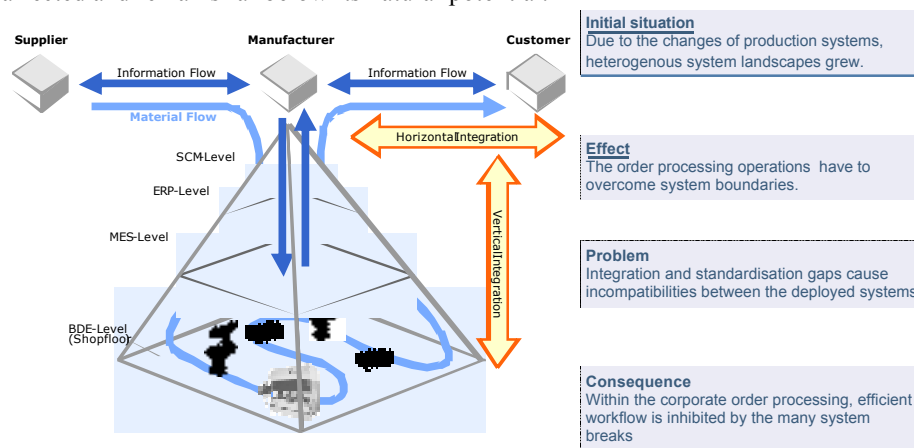 Supplier
Manufacturer
Customer
Information Flow
Information Flow
Material Flow
HorizontalIntegration
SCM-Level
ERP-Level
MES-Level
VerticalIntegration
BDE-Level
(Shopfloor)
Initial situation
Due to the changes of production systems,
heterogenous system landscapes grew.
Effect
The order processing operations have to
overcome system boundaries.
Problem
Integration and standardisation gaps cause
incompatibilities between the deployed systems
Consequence
Within the corporate order processing, efficient
workflow is inhibited by the many system
breaks